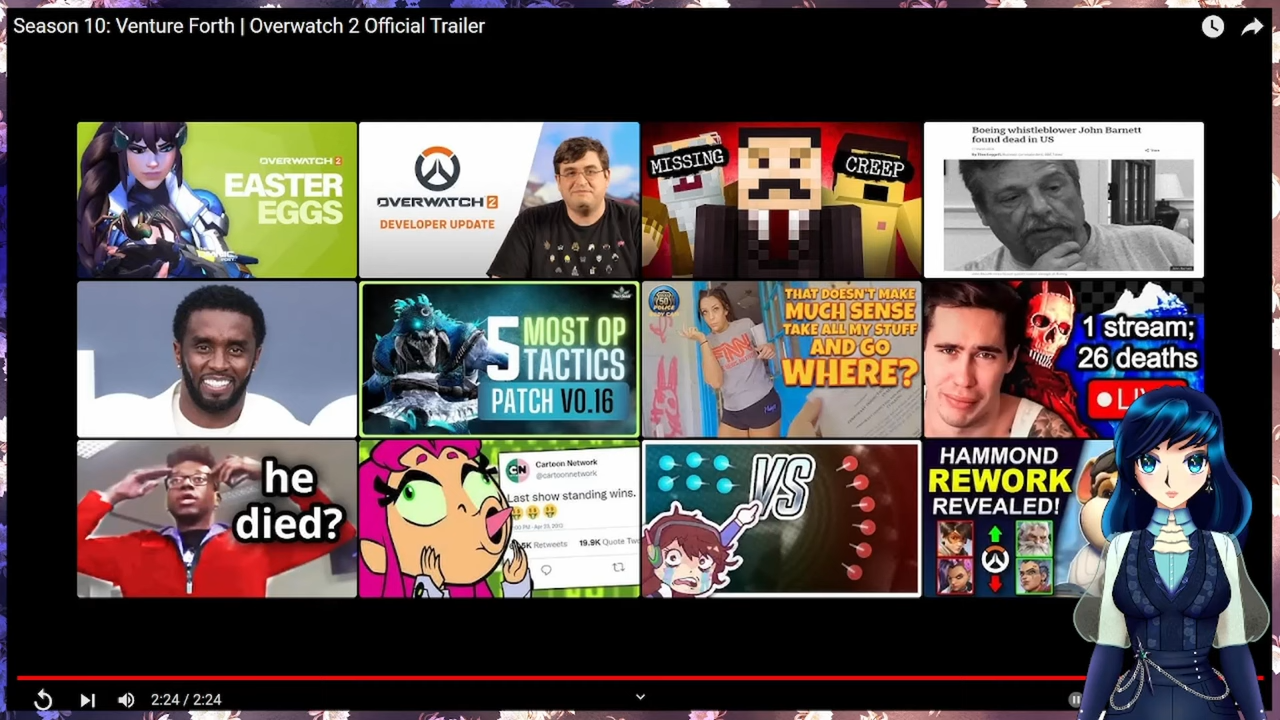 Season 10: Venture Forth | Overwatch 2 Official Trailer
OVERWATCH 2
EASTER
EGGS
OVERWATCH 2
DEVELOPER UPDATE
MISSING
CREEP
Boeing whistleblower John Barnett
found dead in US
5 MOST OP
TACTICS
PATCH V0.16
THAT DOESN'T MAKE
MUCH SENSE
TAKE ALL MY STUFF
AND GO
WHERE?
1 stream;
26 deaths
he
died?
CN
Cartoon Network
@cartoonnetwork
Last show standing wins.
Retweets 19.9K
VS
HAMMOND
REWORK
REVEALED!
2:24 / 2:24